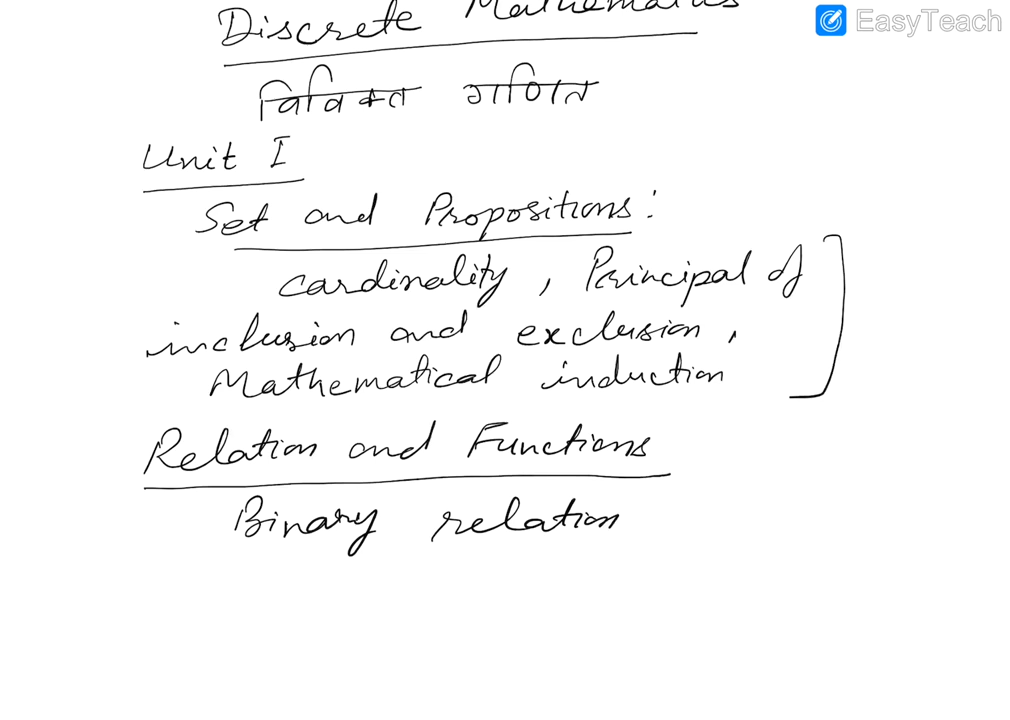 Discrete Mathematics
EasyTeach
विविक्त गणित
Unit I
Set and Propositions:
cardinality, Principal of
inclusion and exclusion,
Mathematical induction
Relation and Functions
Binary relation